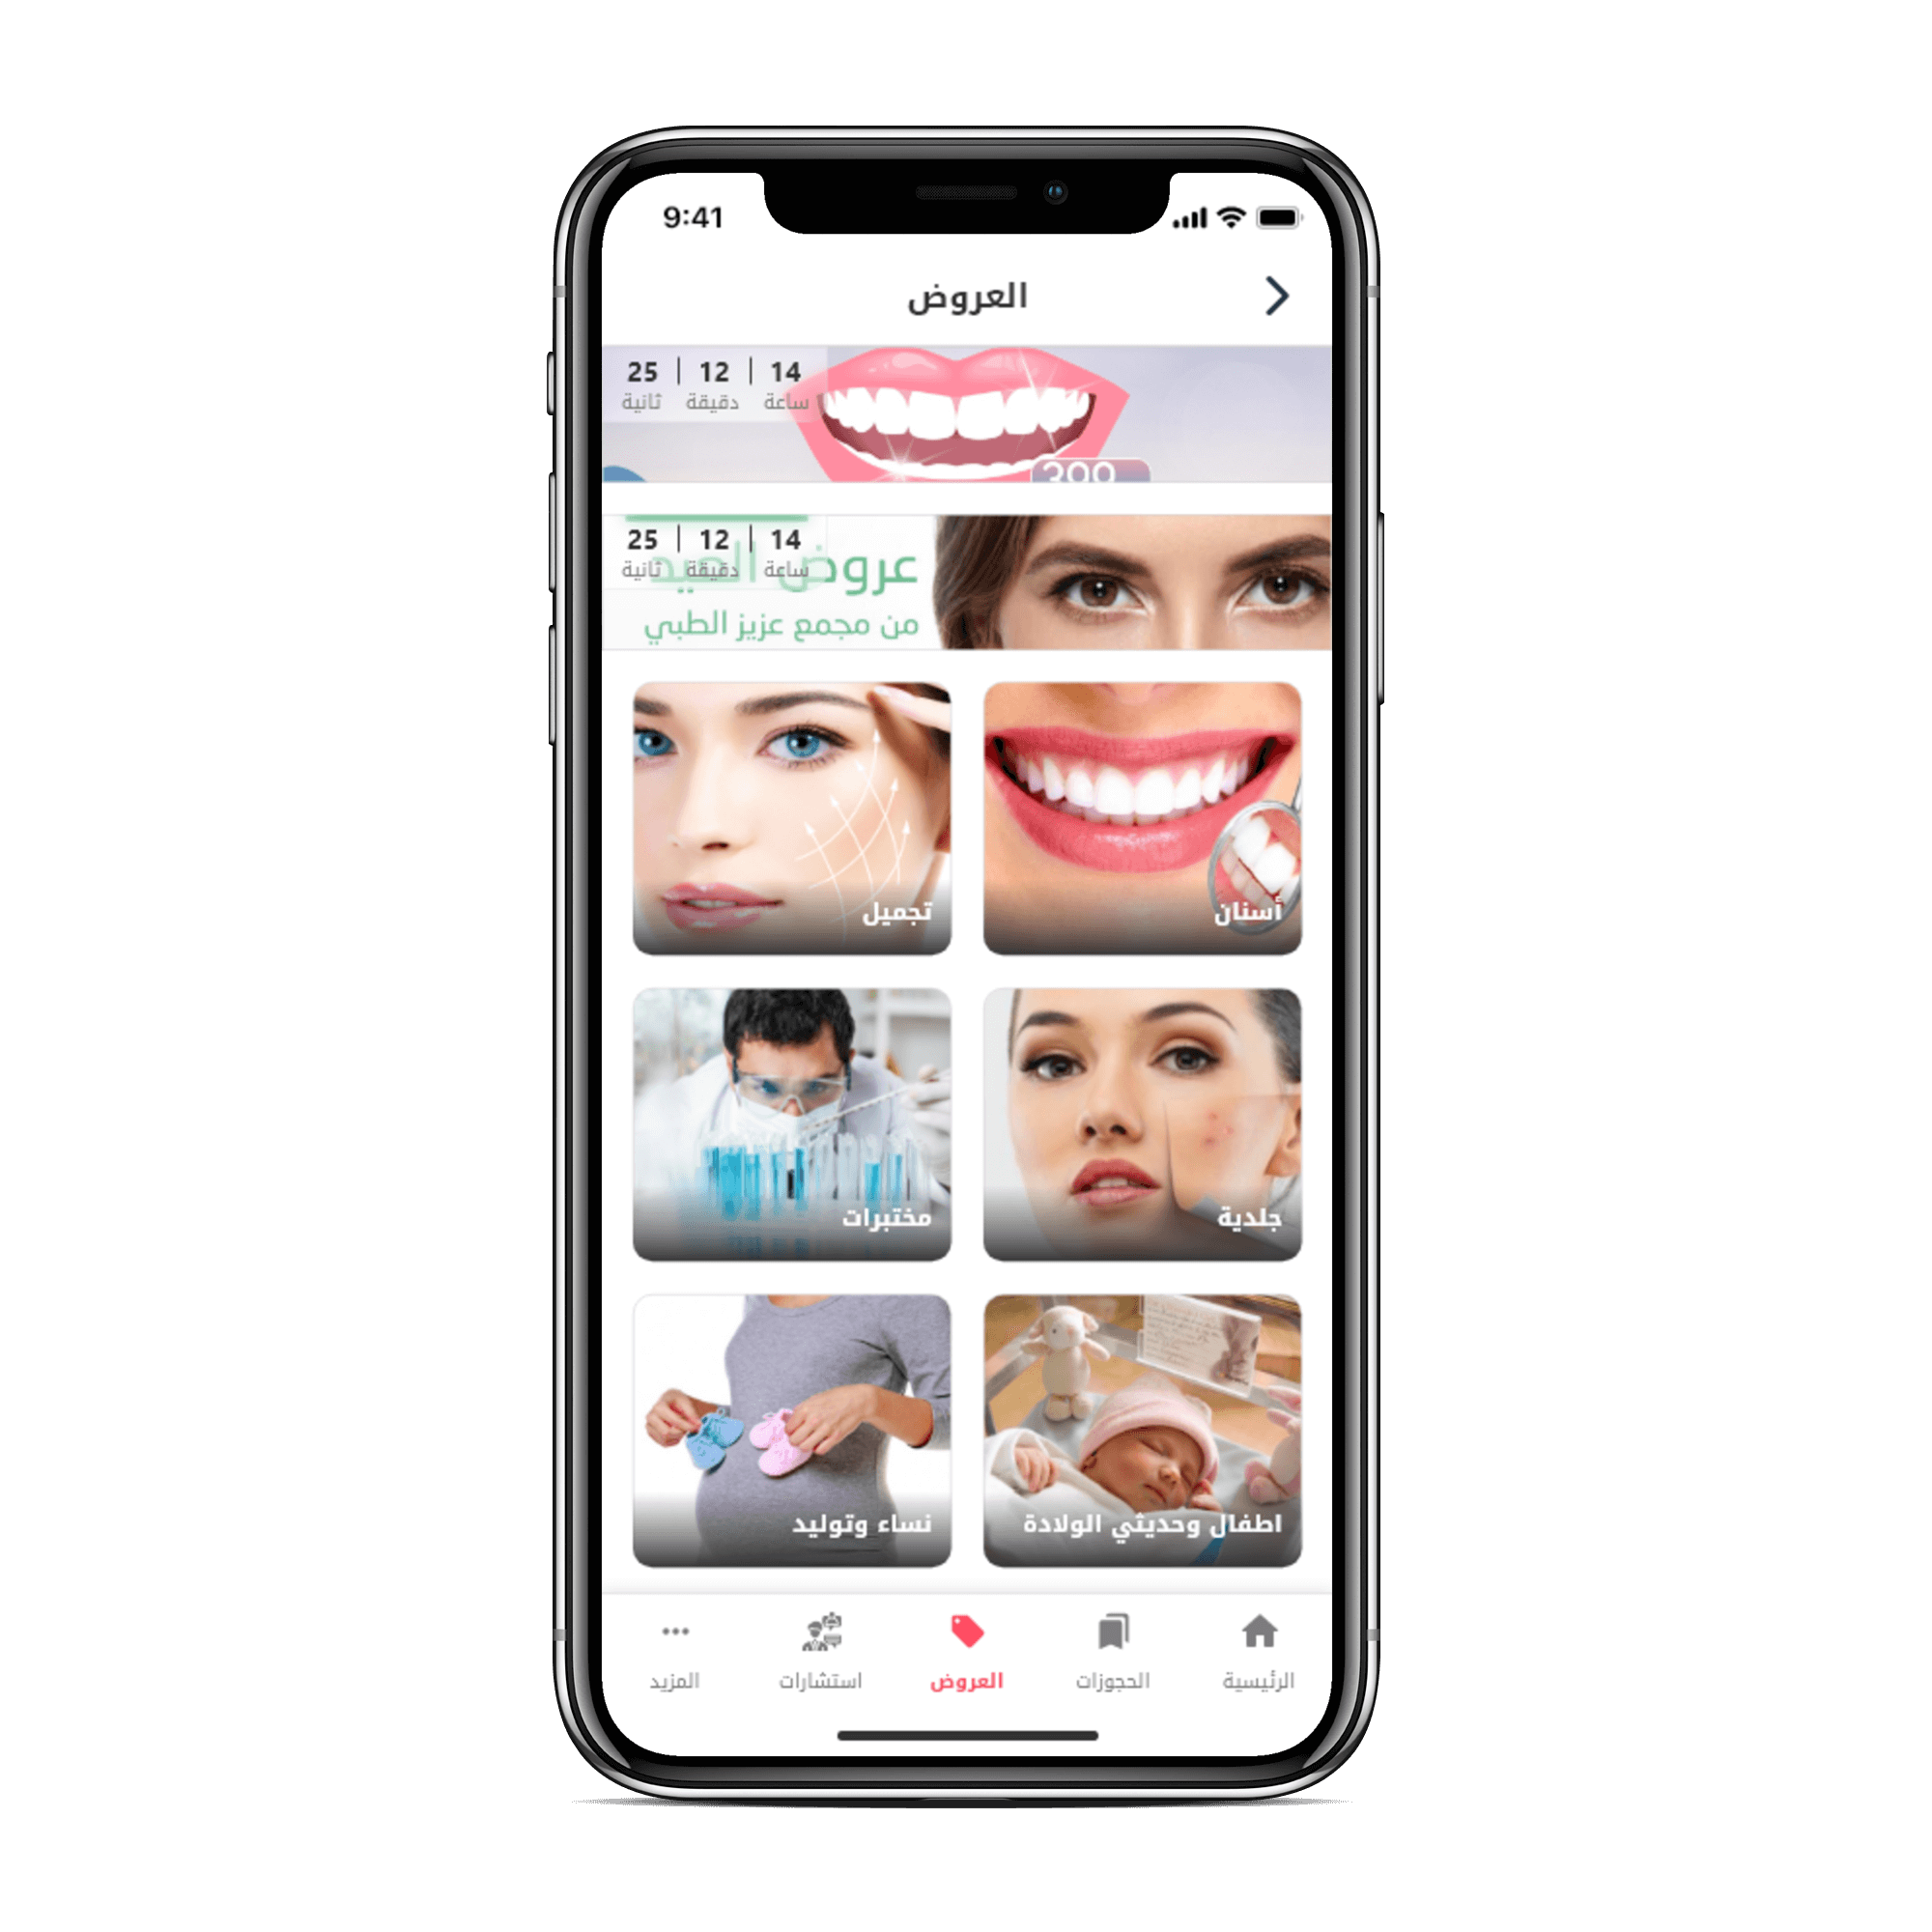 9:41
العروض
14 | 12 | 25
ساعة دقيقة ثانية
399
14 | 12 | 25
ساعة دقيقة ثانية
عروض العيد
من مجمع عزيز الطبي
أسنان
تجميل
جلدية
مختبرات
اطفال وحديثي الولادة
نساء وتوليد
الرئيسية
الحجوزات
العروض
استشارات
المزيد